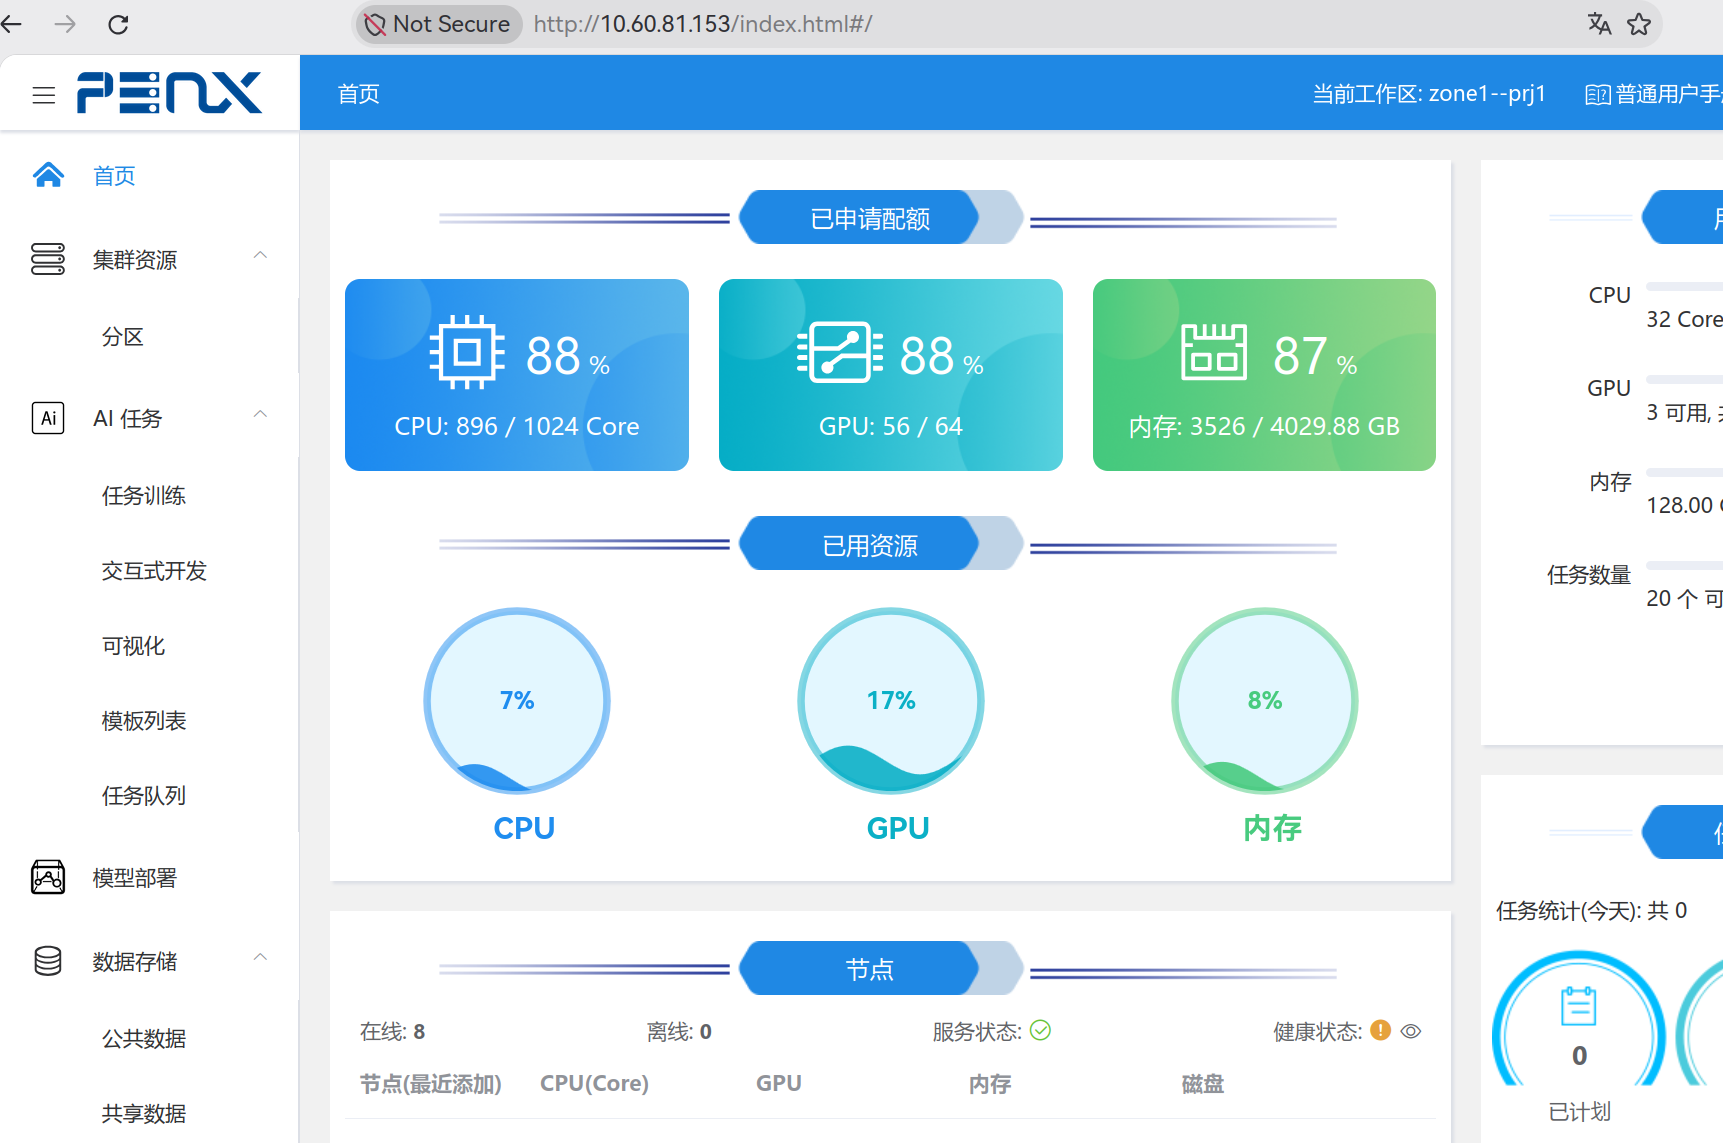 Not Secure http://10.60.81.153/index.html#/
PENX
首页
当前工作区: zone1--prj1
普通用户手
首页
集群资源
分区
Ai
AI 任务
任务训练
交互式开发
可视化
模板列表
任务队列
模型部署
数据存储
公共数据
共享数据
已申请配额
88 %
CPU: 896 / 1024 Core
88 %
GPU: 56 / 64
87 %
内存: 3526 / 4029.88 GB
已用资源
7%
CPU
17%
GPU
8%
内存
节点
在线: 8
离线: 0
服务状态:
健康状态:
节点(最近添加) CPU(Core) GPU 内存 磁盘
CPU
32 Core
GPU
3 可用,
内存
128.00
任务数量
20 个 可
任务统计(今天): 共 0
0
已计划